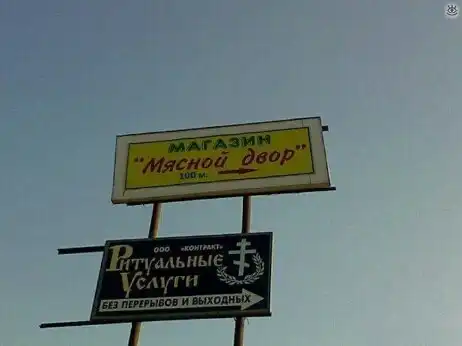 МАГАЗИН
"Мясной двор"
100 м.
ООО «КОНТРАКТ»
Ритуальные
Услуги
БЕЗ ПЕРЕРЫВОВ И ВЫХОДНЫХ